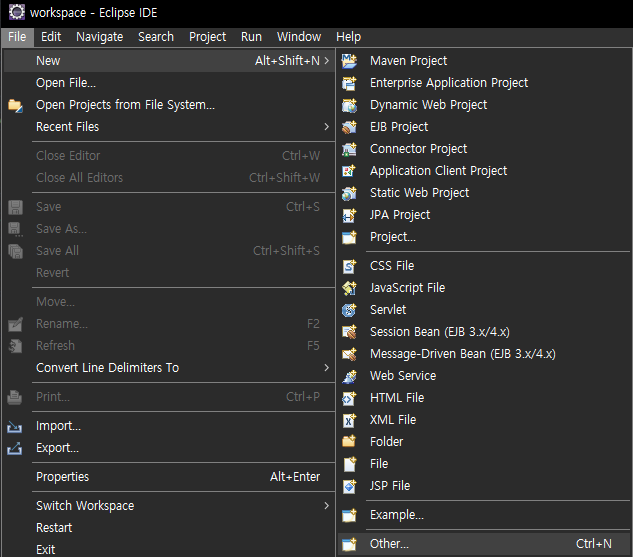 workspace - Eclipse IDE
File Edit Navigate Search Project Run Window Help
New Alt+Shift+N >
Open File...
Open Projects from File System...
Recent Files >
Close Editor Ctrl+W
Close All Editors Ctrl+Shift+W
Save Ctrl+S
Save As...
Save All Ctrl+Shift+S
Revert
Move...
Rename... F2
Refresh F5
Convert Line Delimiters To >
Print... Ctrl+P
Import...
Export...
Properties Alt+Enter
Switch Workspace >
Restart
Exit
Maven Project
Enterprise Application Project
Dynamic Web Project
EJB Project
Connector Project
Application Client Project
Static Web Project
JPA Project
Project...
CSS File
JavaScript File
Servlet
Session Bean (EJB 3.x/4.x)
Message-Driven Bean (EJB 3.x/4.x)
Web Service
HTML File
XML File
Folder
File
JSP File
Example...
Other... Ctrl+N